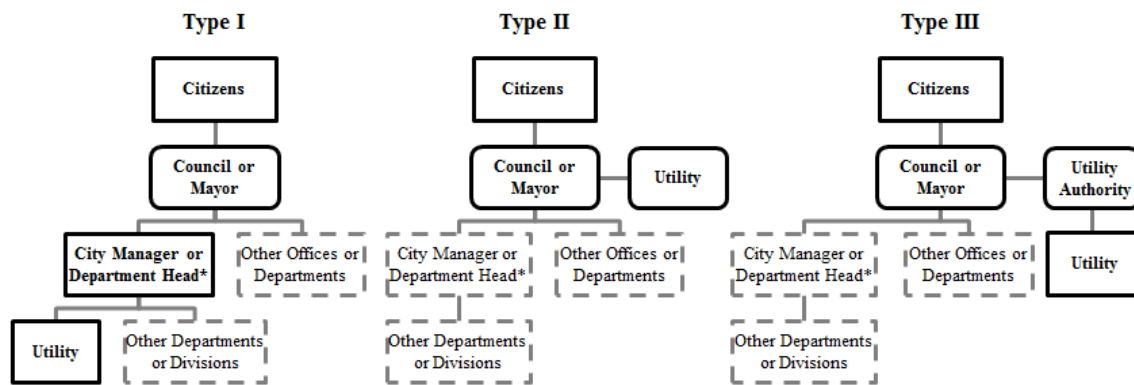 Type I
Citizens
Council or
Mayor
City Manager or
Department Head*
Other Offices or
Departments
Utility
Other Departments
or Divisions
Type II
Citizens
Council or
Mayor
Utility
City Manager or
Department Head*
Other Offices or
Departments
Other Departments
or Divisions
Type III
Citizens
Council or
Mayor
Utility
Authority
City Manager or
Department Head*
Other Offices or
Departments
Utility
Other Departments
or Divisions